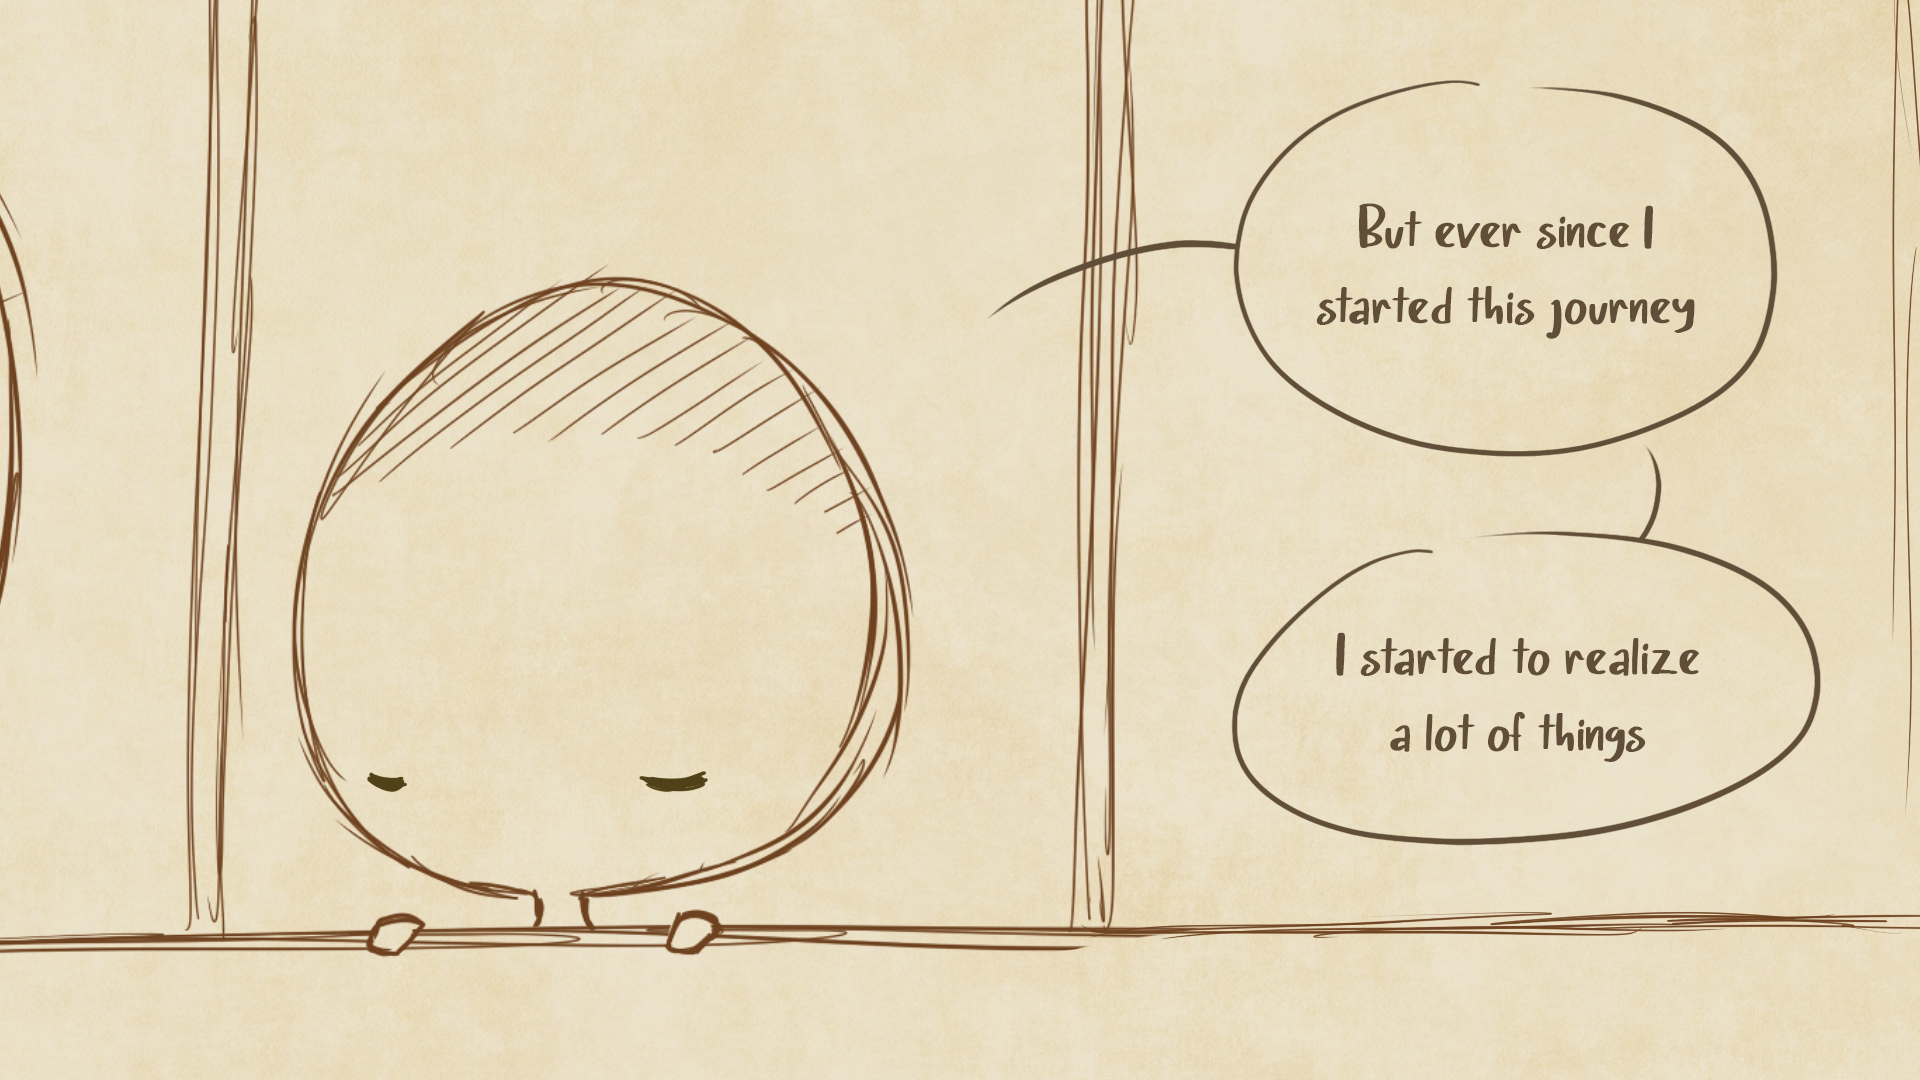 But ever since I
started this journey
I started to realize
a lot of things